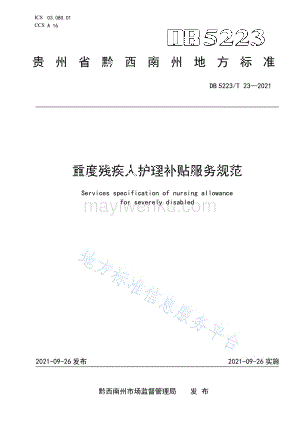 ICS 03.080.01
CCS A 16
DB5223
贵州省黔西南州地方标准
DB 5223/T 23—2021
重度残疾人护理补贴服务规范
Services specification of nursing allowance
for severely disabled
mayiwenku.com
地方标准信息服务平台
2021-09-26 发布
2021-09-26 实施
黔西南州市场监督管理局 发布